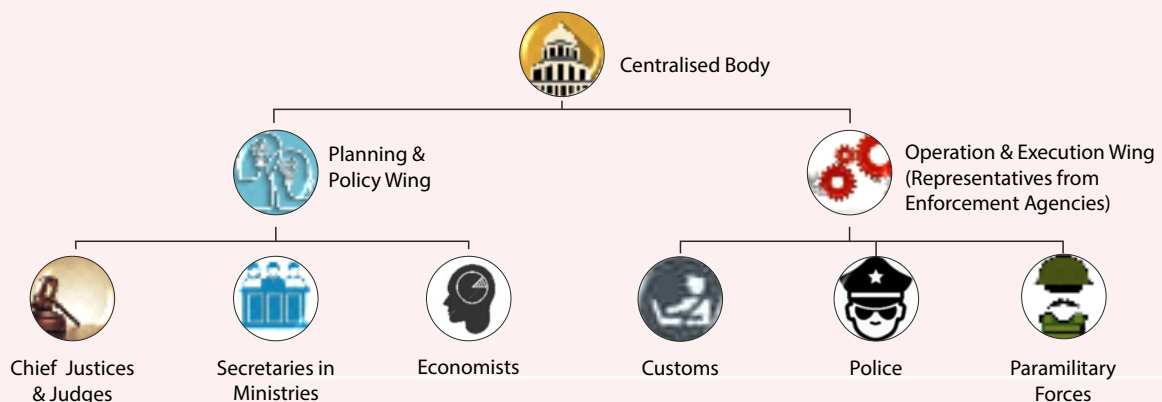 Centralised Body
Planning &
Policy Wing
Operation & Execution Wing
(Representatives from
Enforcement Agencies)
Chief Justices
& Judges
Secretaries in
Ministries
Economists
Customs
Police
Paramilitary
Forces